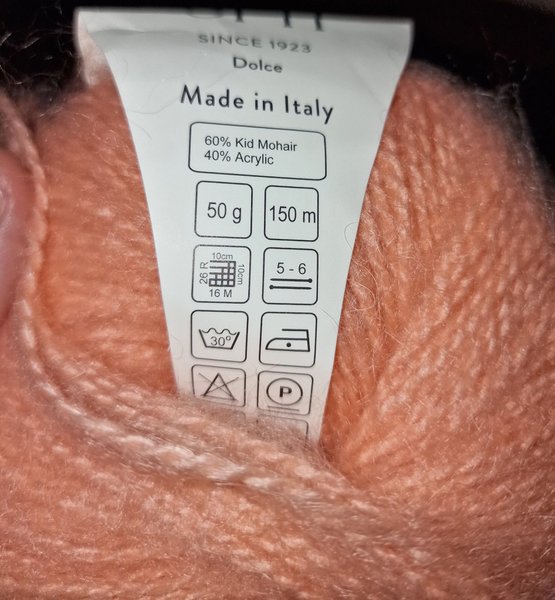 SINCE 1923
Dolce
Made in Italy
60% Kid Mohair
40% Acrylic
50 g
150 m
10cm
26 R
10cm
16 M
5 - 6
30°
P